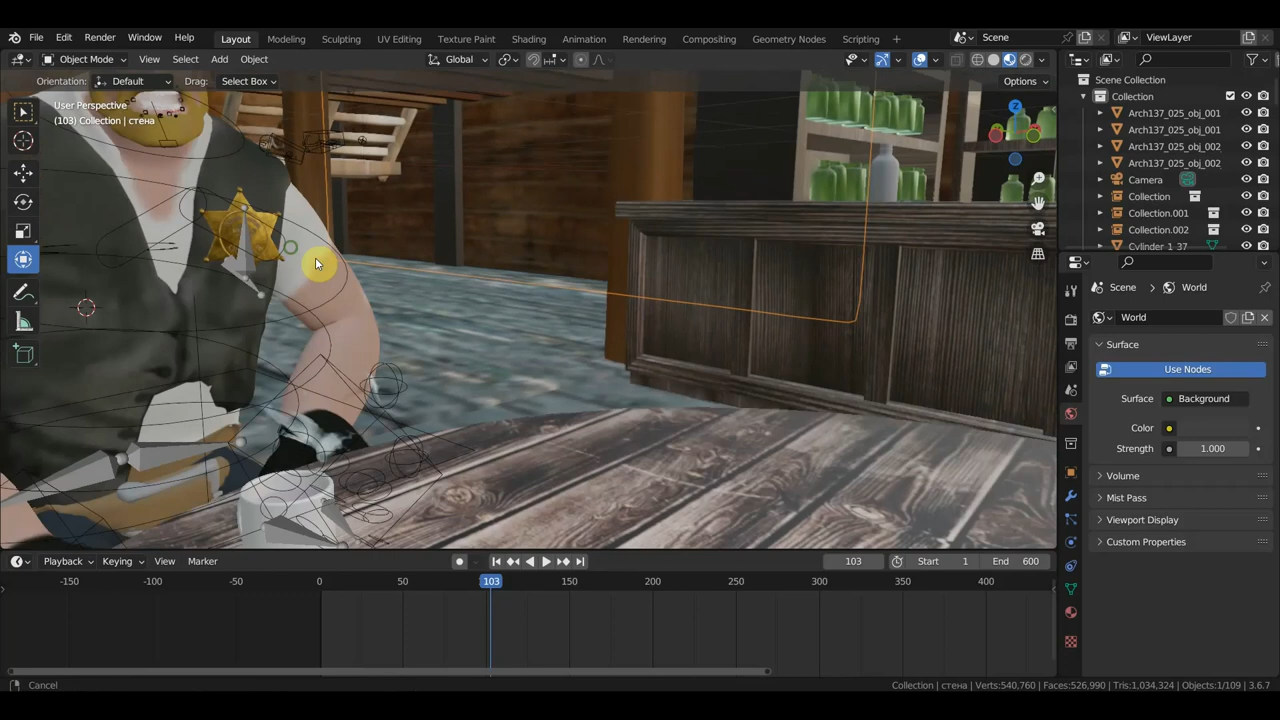 File Edit Render Window Help Layout Modeling Sculpting UV Editing Texture Paint Shading Animation Rendering Compositing Geometry Nodes Scripting + Scene ViewLayer
Object Mode View Select Add Object Global
Orientation: Default Drag: Select Box Options
User Perspective
(103) Collection | стена
Z
Scene Collection
Collection
Arch137_025_obj_001
Arch137_025_obj_001
Arch137_025_obj_002
Arch137_025_obj_002
Camera
Collection
Collection.001
Collection.002
Cylinder_1_37
Scene > World
World
Surface
Use Nodes
Surface Background
Color
Strength 1.000
Volume
Mist Pass
Viewport Display
Custom Properties
Playback Keying View Marker 103 Start 1 End 600
-150 -100 -50 0 50 103 150 200 250 300 350 400
Cancel Collection | стена | Verts:540,760 | Faces:526,990 | Tris:1,034,324 | Objects:1/109 | 3.6.7